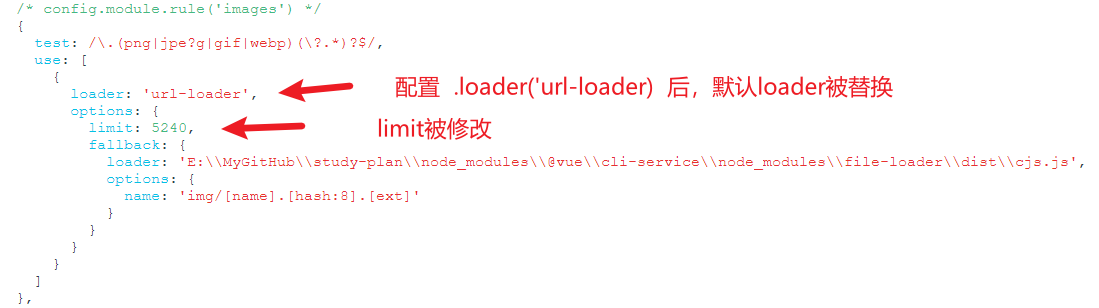 /* config.module.rule('images') */
{
test: /\.(png|jpe?g|gif|webp)(\?.*)?$/,
use: [
{
loader: 'url-loader', 配置 .loader('url-loader) 后，默认loader被替换
options: {
limit: 5240, limit被修改
fallback: {
loader: 'E:\\MyGitHub\\study-plan\\node_modules\\@vue\\cli-service\\node_modules\\file-loader\\dist\\cjs.js',
options: {
name: 'img/[name].[hash:8].[ext]'
}
}
}
}
]
},